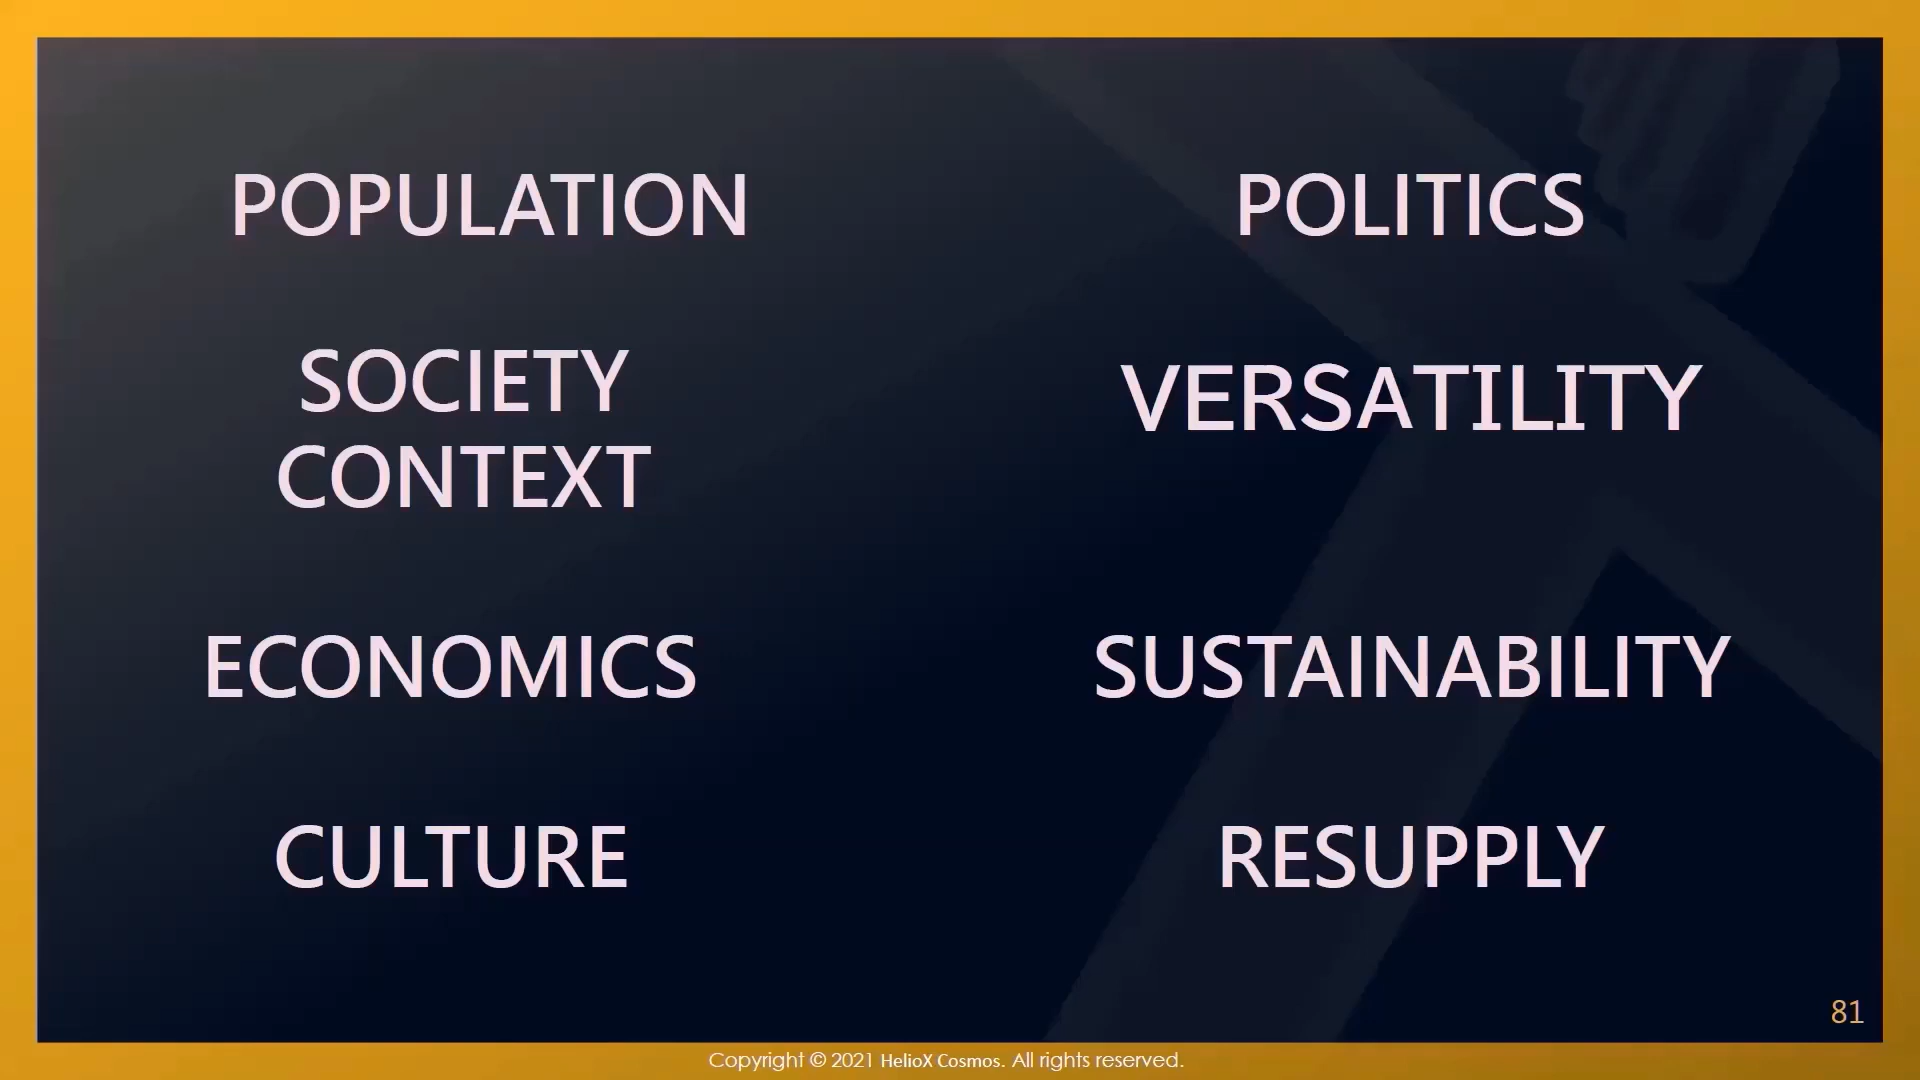 POPULATION
POLITICS
SOCIETY
CONTEXT
VERSATILITY
ECONOMICS
SUSTAINABILITY
CULTURE
RESUPPLY
81
Copyright © 2021 HelioX Cosmos. All rights reserved.